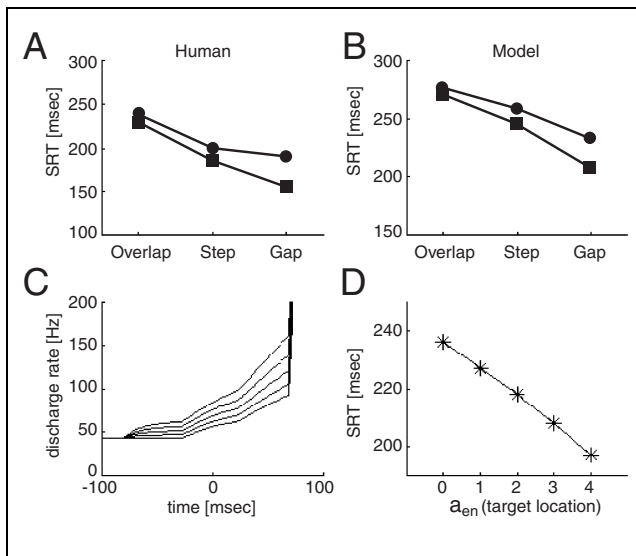 A
Human
SRT [msec]
300
250
200
150
100
Overlap Step Gap
B
Model
SRT [msec]
300
250
200
150
Overlap Step Gap
C
discharge rate [Hz]
200
150
100
50
0
-100 0 100
time [msec]
D
SRT [msec]
240
220
200
0 1 2 3 4
aen (target location)